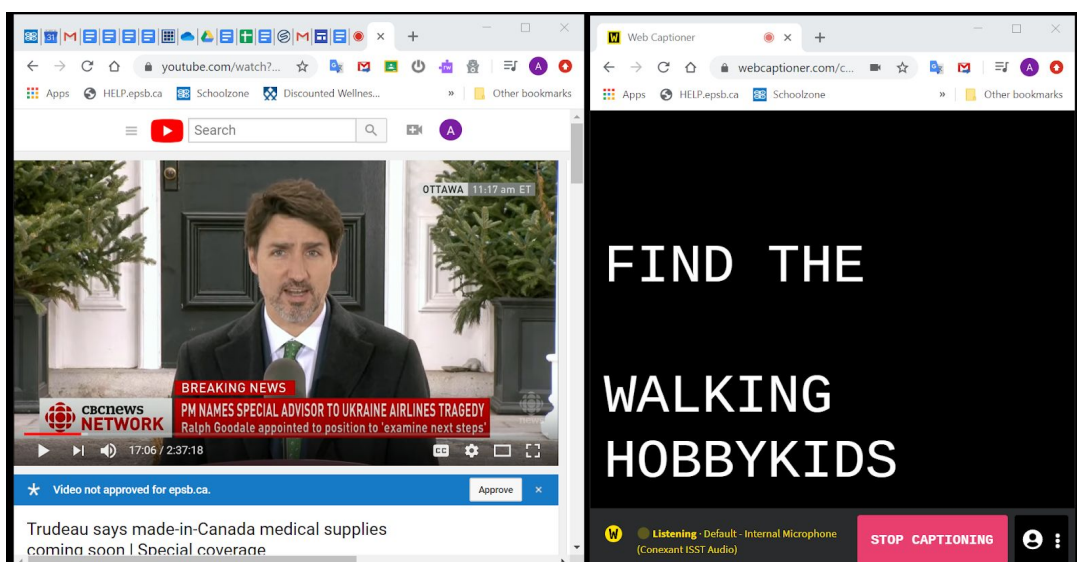 youtube.com/watch?...
Apps
HELP.epsb.ca
Schoolzone
Discounted Wellnes...
»
Other bookmarks
Search
A
OTTAWA 11:17 am ET
BREAKING NEWS
CBCnews
NETWORK
PM NAMES SPECIAL ADVISOR TO UKRAINE AIRLINES TRAGEDY
Ralph Goodale appointed to position to 'examine next steps'
17:06 / 2:37:18
CC
Video not approved for epsb.ca.
Approve
Trudeau says made-in-Canada medical supplies
coming soon | Special coverage
W Web Captioner
webcaptioner.com/c...
A
Apps
HELP.epsb.ca
Schoolzone
»
Other bookmarks
FIND THE
WALKING
HOBBYKIDS
W
Listening · Default - Internal Microphone
(Conexant ISST Audio)
STOP CAPTIONING